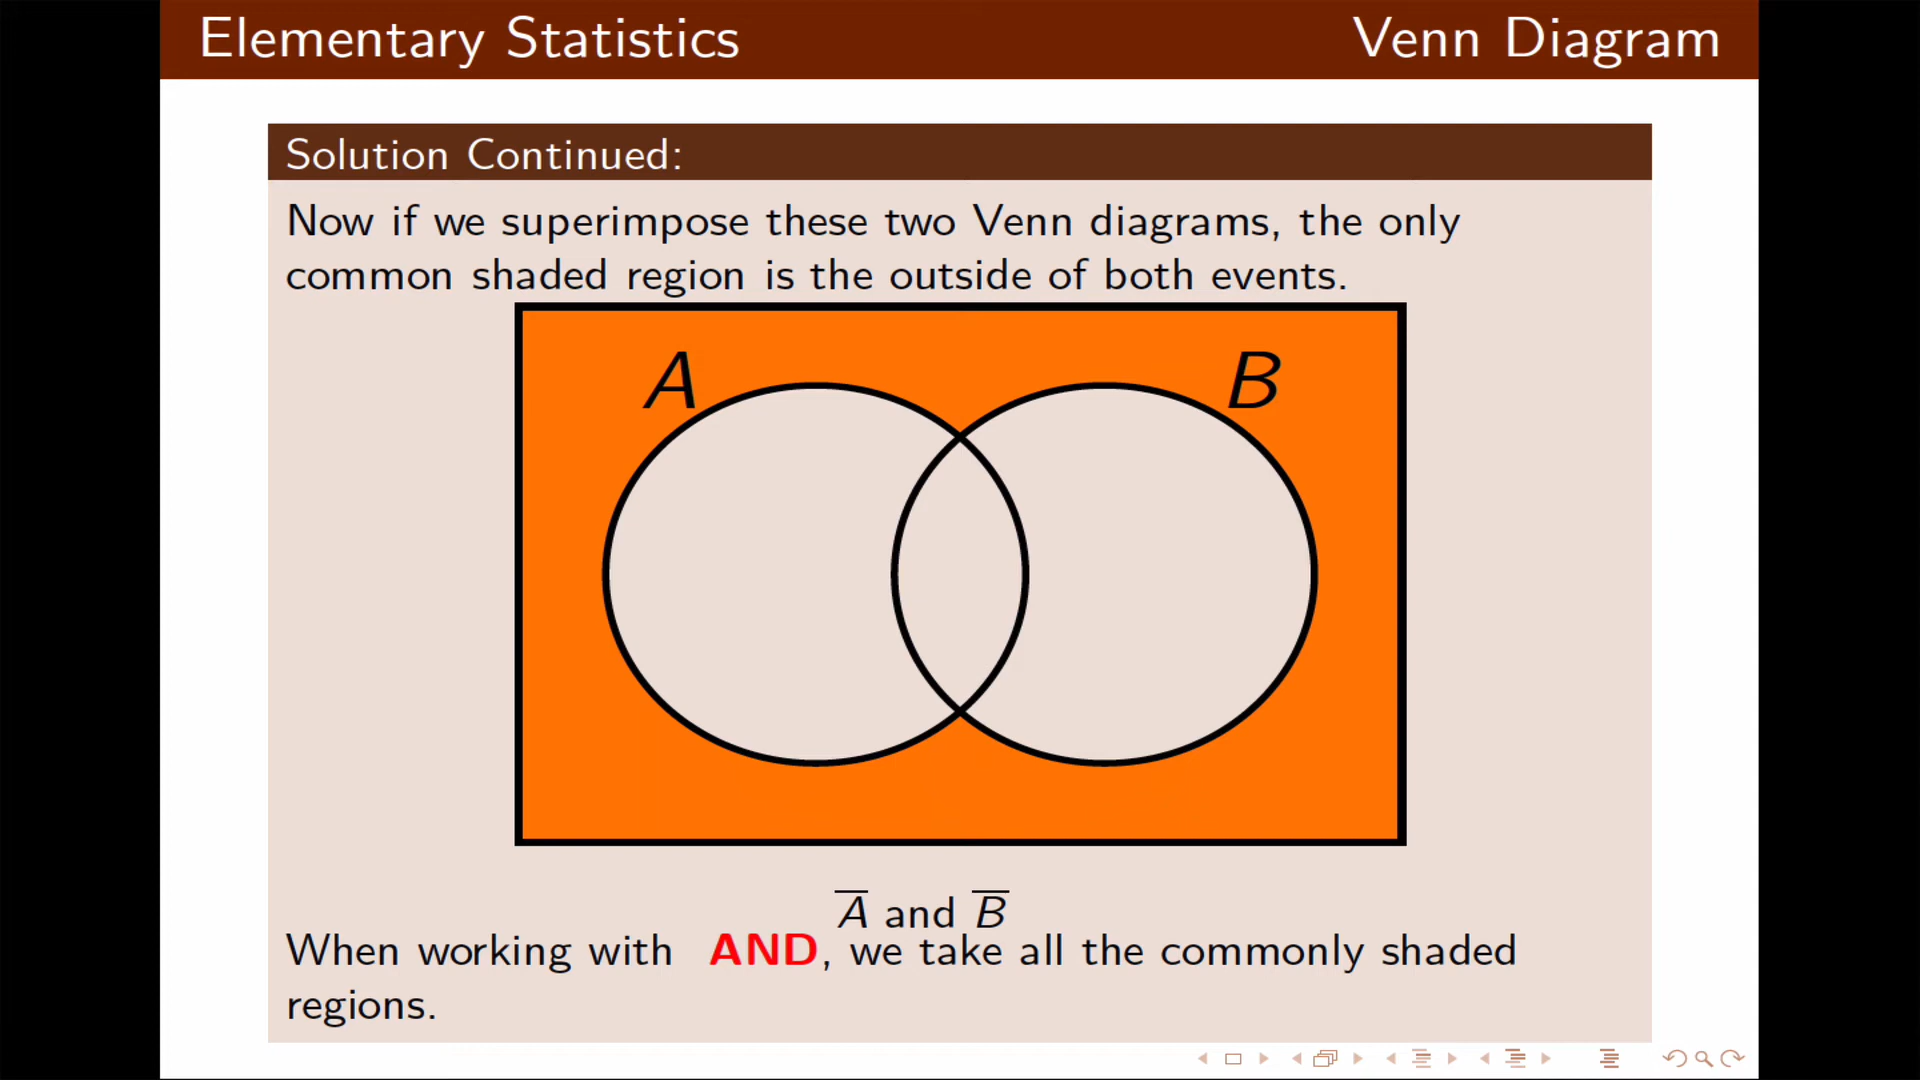 Elementary Statistics
Venn Diagram
Solution Continued:
Now if we superimpose these two Venn diagrams, the only
common shaded region is the outside of both events.
A
B
A̅ and B̅
When working with AND, we take all the commonly shaded
regions.